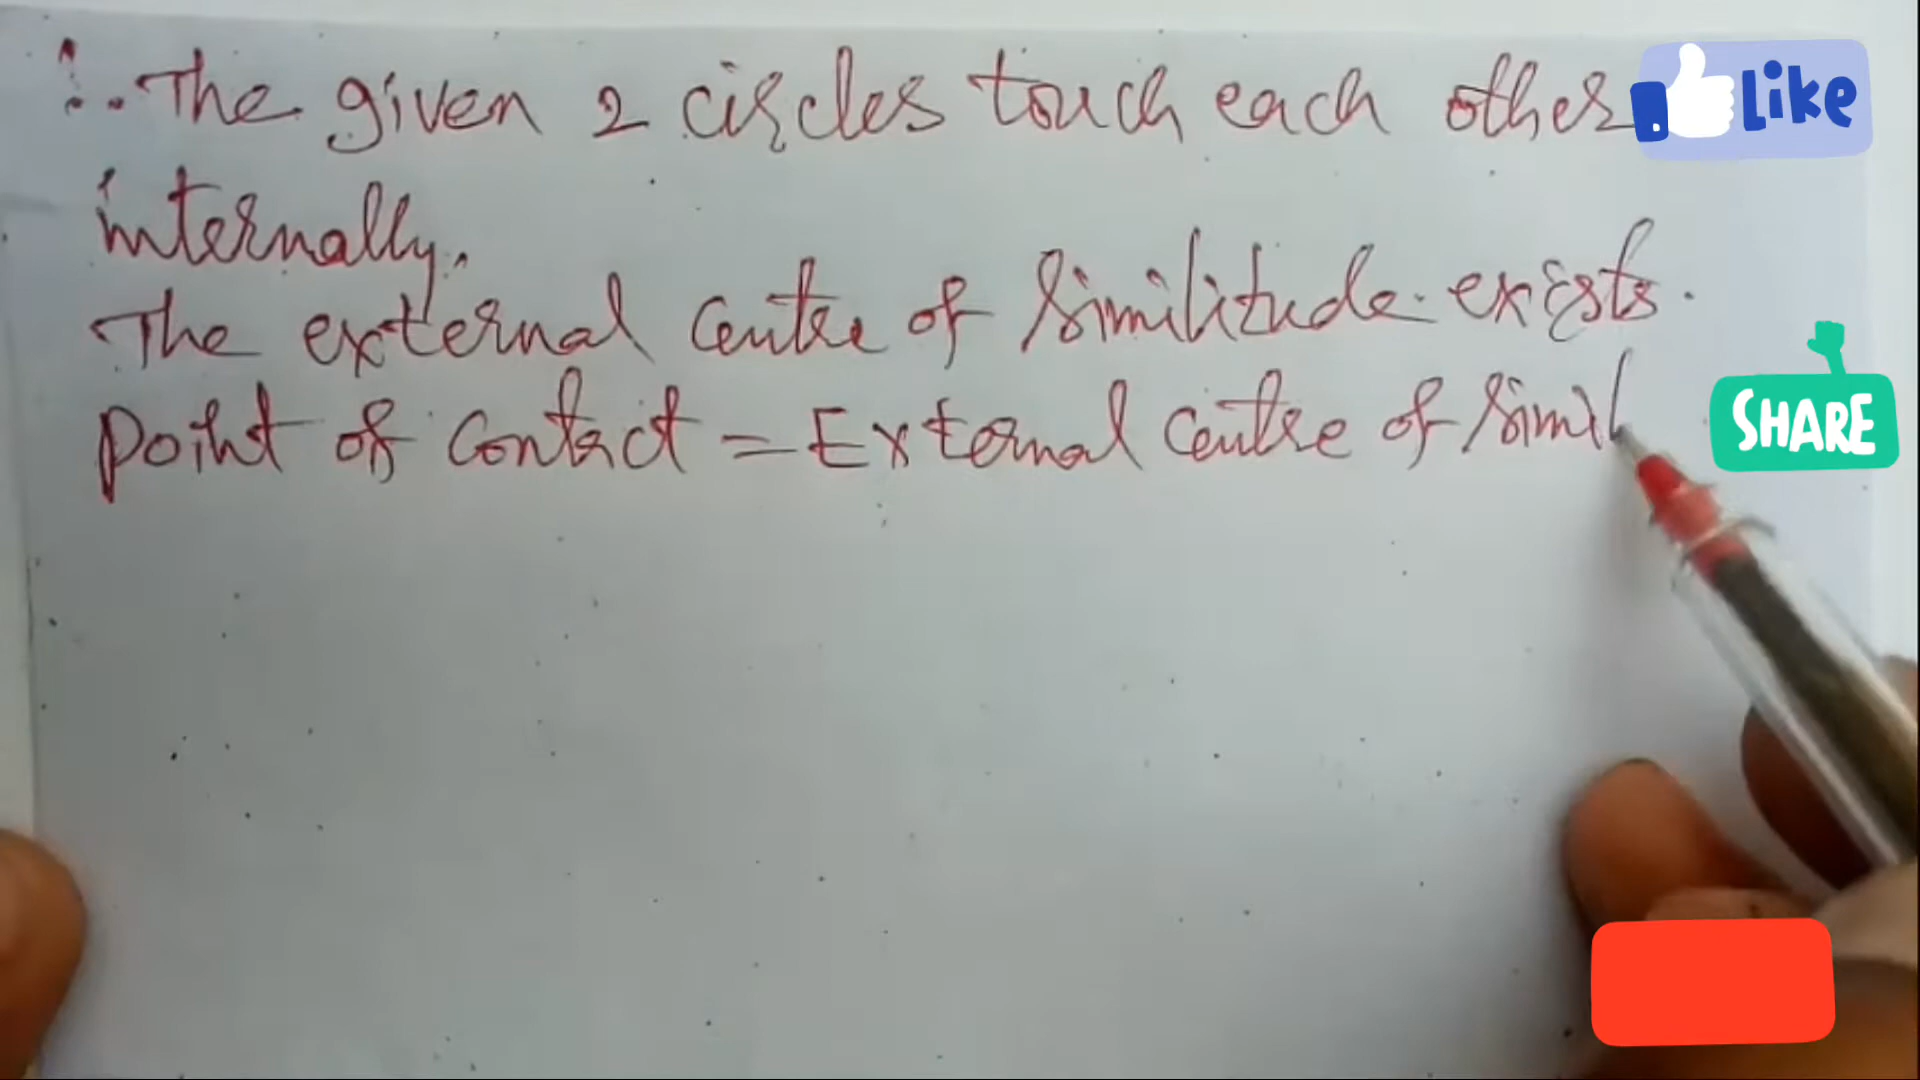 ∴ The given 2 circles touch each other
internally.
The external centre of similitude exists.
Point of contact = External centre of simil
Like
SHARE